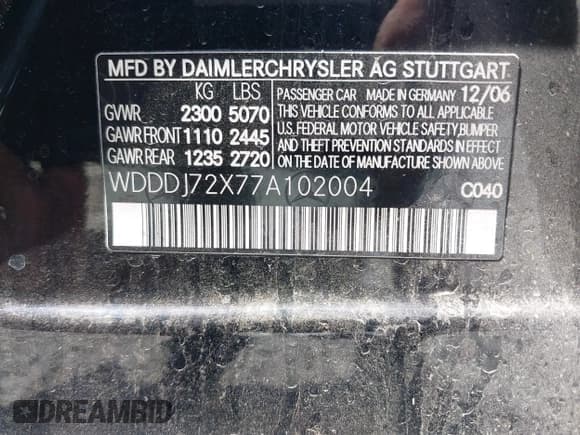 MFD BY DAIMLERCHRYSLER AG STUTTGART
KG LBS
GVWR 2300 5070
GAWR FRONT 1110 2445
GAWR REAR 1235 2720
PASSENGER CAR MADE IN GERMANY 12/06
THIS VEHICLE CONFORMS TO ALL APPLICABLE
U.S. FEDERAL MOTOR VEHICLE SAFETY, BUMPER
AND THEFT PREVENTION STANDARDS IN EFFECT
ON THE DATE OF MANUFACTURE SHOWN ABOVE.
WDDDJ72X77A102004 C040
DREAMBID